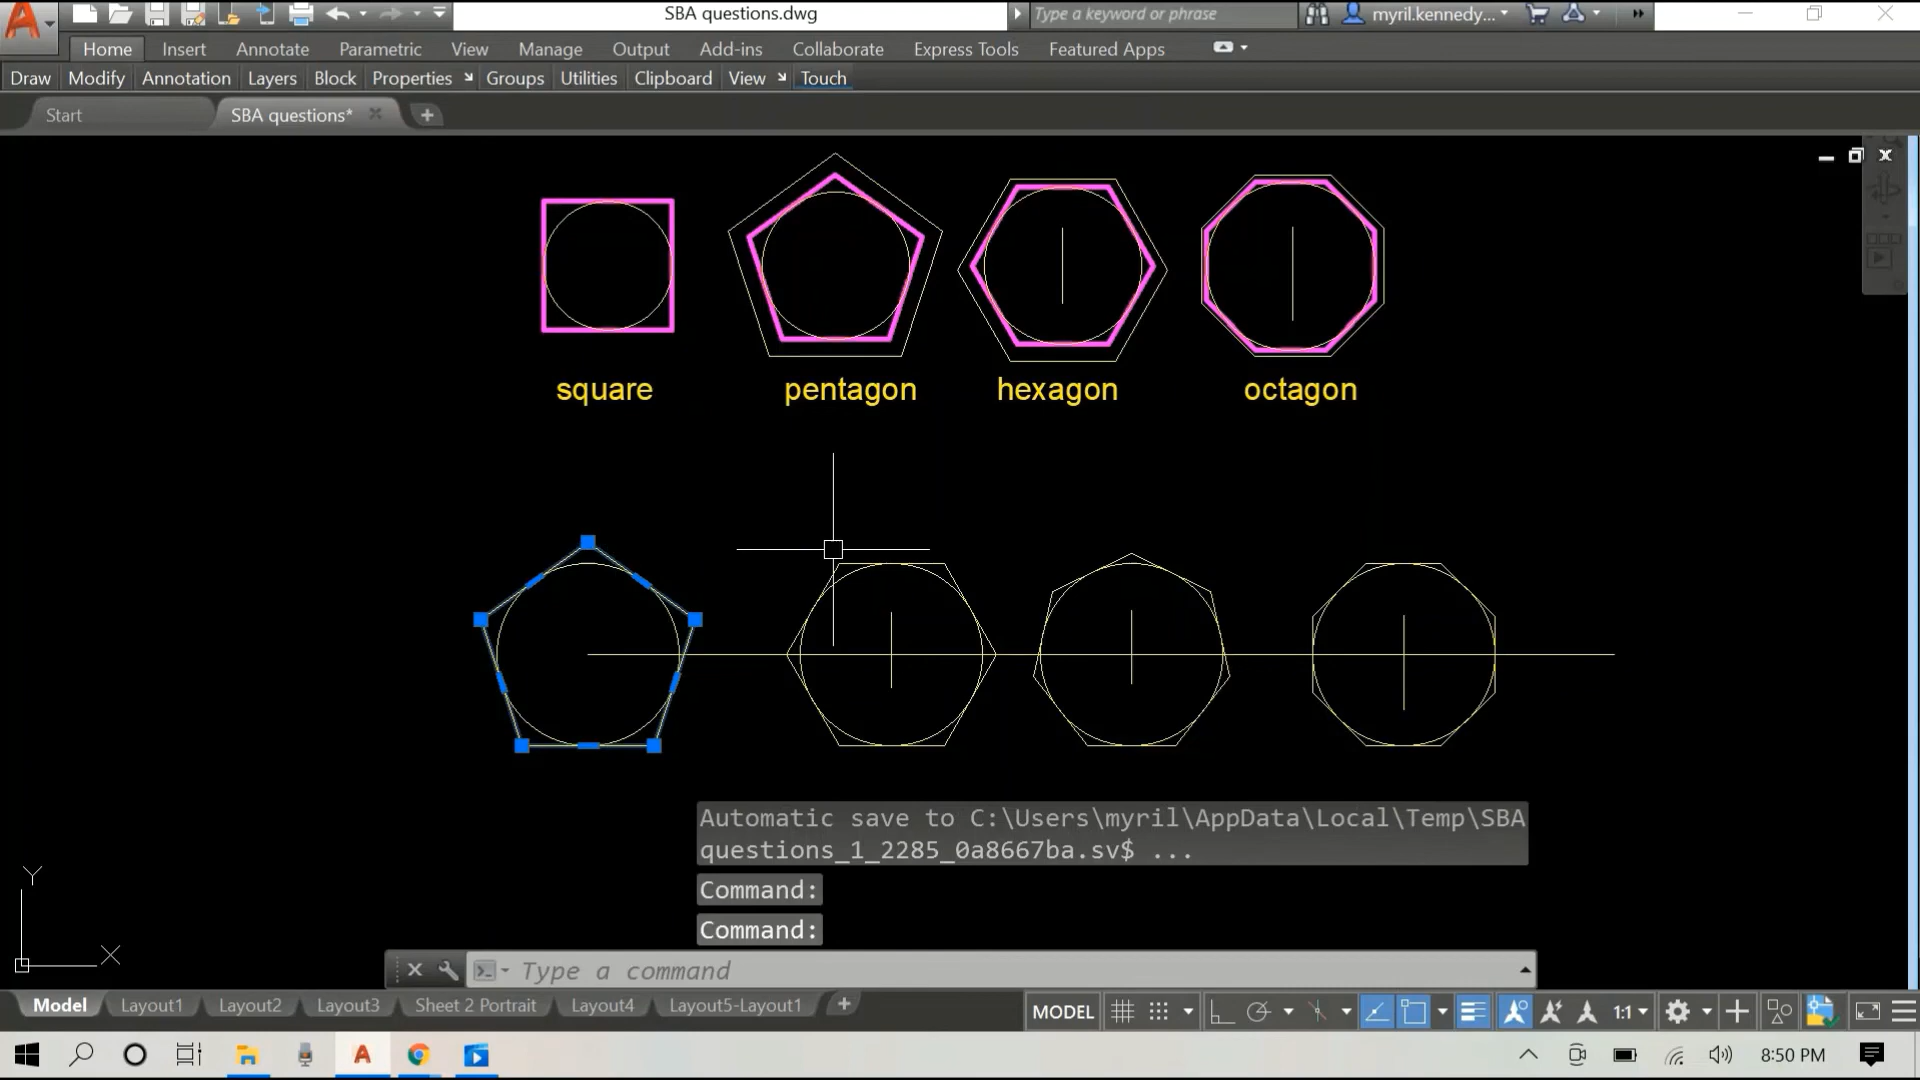 SBA questions.dwg
Type a keyword or phrase
myril.kennedy...
Home Insert Annotate Parametric View Manage Output Add-ins Collaborate Express Tools Featured Apps
Draw Modify Annotation Layers Block Properties Groups Utilities Clipboard View Touch
Start SBA questions*
square pentagon hexagon octagon
Automatic save to C:\Users\myril\AppData\Local\Temp\SBA
questions_1_2285_0a8667ba.sv$ ...
Command:
Command:
Y
X
Type a command
Model Layout1 Layout2 Layout3 Sheet 2 Portrait Layout4 Layout5-Layout1
MODEL 1:1
8:50 PM